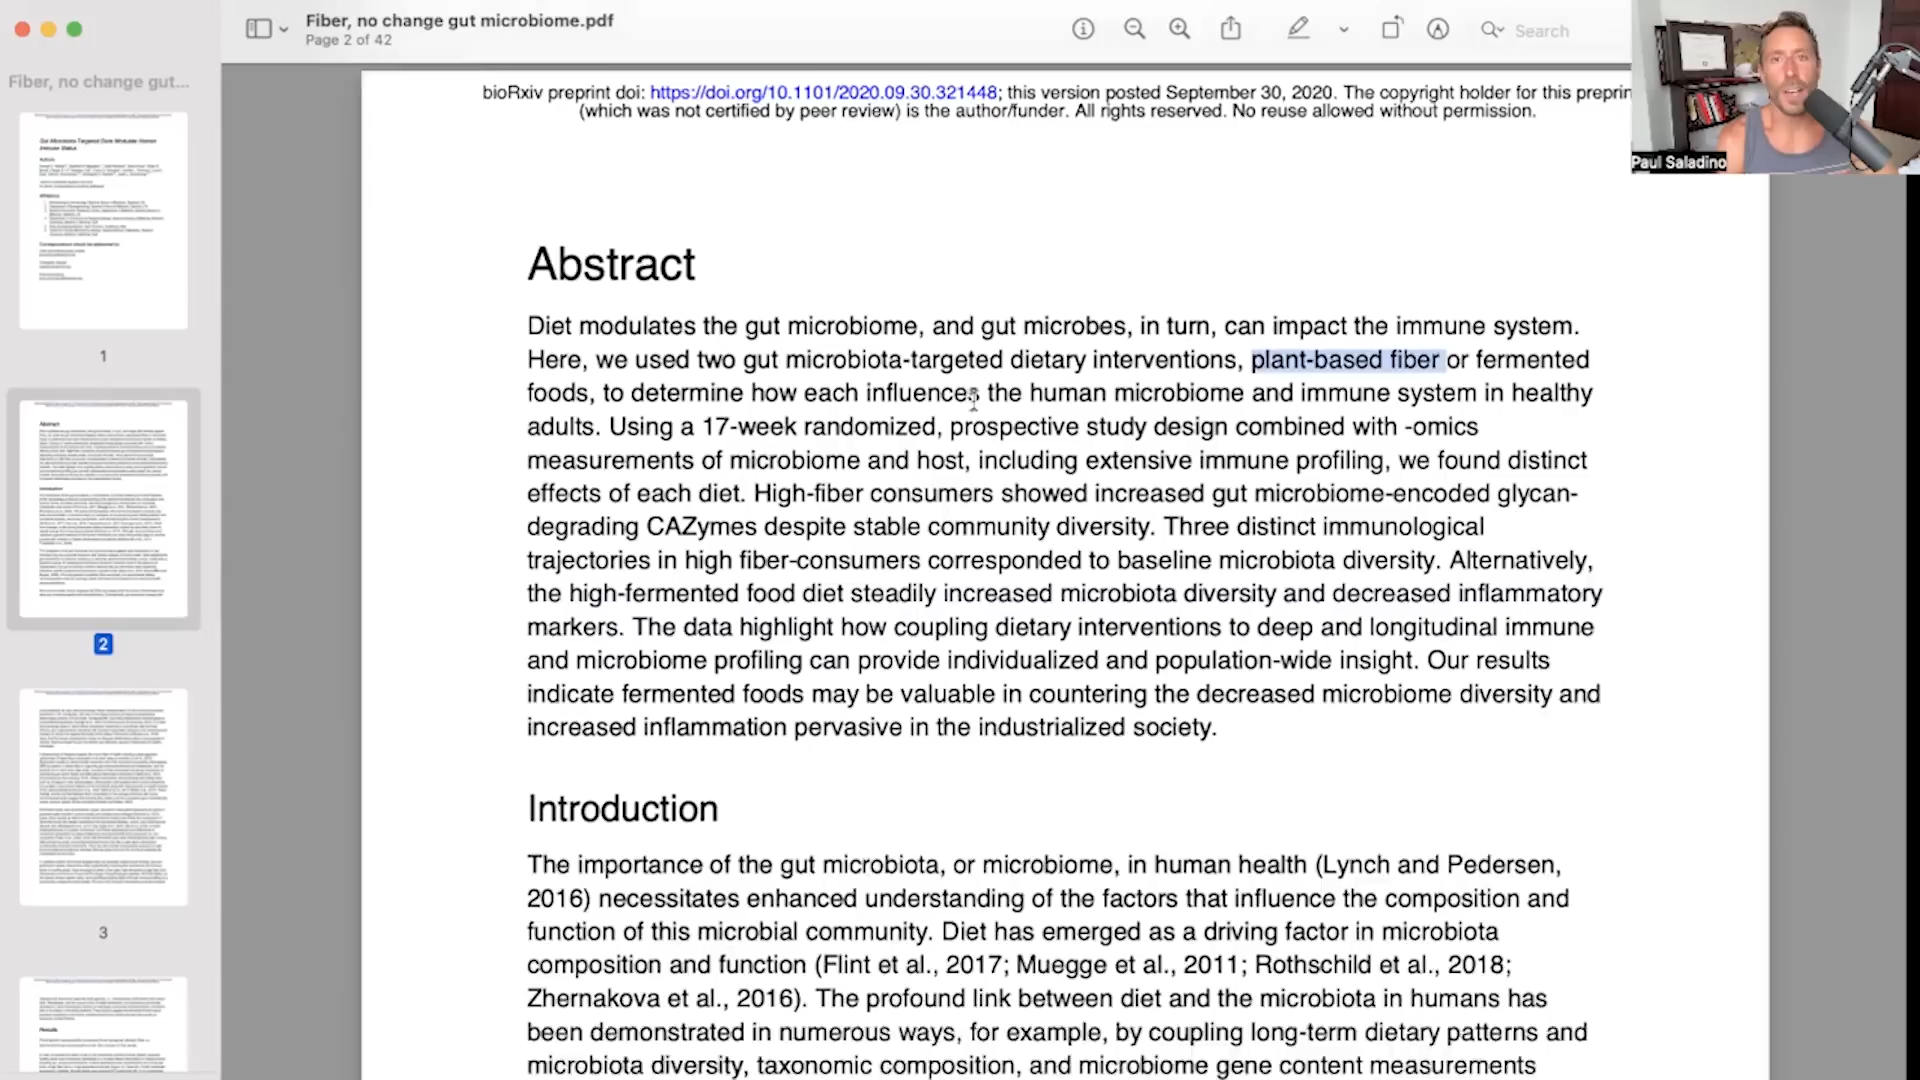 Fiber, no change gut microbiome.pdf
Page 2 of 42
Search
Fiber, no change gut...
1
2
3
Paul Saladino
bioRxiv preprint doi: https://doi.org/10.1101/2020.09.30.321448; this version posted September 30, 2020. The copyright holder for this preprin
(which was not certified by peer review) is the author/funder. All rights reserved. No reuse allowed without permission.
Abstract
Diet modulates the gut microbiome, and gut microbes, in turn, can impact the immune system.
Here, we used two gut microbiota-targeted dietary interventions, plant-based fiber or fermented
foods, to determine how each influences the human microbiome and immune system in healthy
adults. Using a 17-week randomized, prospective study design combined with -omics
measurements of microbiome and host, including extensive immune profiling, we found distinct
effects of each diet. High-fiber consumers showed increased gut microbiome-encoded glycan-
degrading CAZymes despite stable community diversity. Three distinct immunological
trajectories in high fiber-consumers corresponded to baseline microbiota diversity. Alternatively,
the high-fermented food diet steadily increased microbiota diversity and decreased inflammatory
markers. The data highlight how coupling dietary interventions to deep and longitudinal immune
and microbiome profiling can provide individualized and population-wide insight. Our results
indicate fermented foods may be valuable in countering the decreased microbiome diversity and
increased inflammation pervasive in the industrialized society.
Introduction
The importance of the gut microbiota, or microbiome, in human health (Lynch and Pedersen,
2016) necessitates enhanced understanding of the factors that influence the composition and
function of this microbial community. Diet has emerged as a driving factor in microbiota
composition and function (Flint et al., 2017; Muegge et al., 2011; Rothschild et al., 2018;
Zhernakova et al., 2016). The profound link between diet and the microbiota in humans has
been demonstrated in numerous ways, for example, by coupling long-term dietary patterns and
microbiota diversity, taxonomic composition, and microbiome gene content measurements